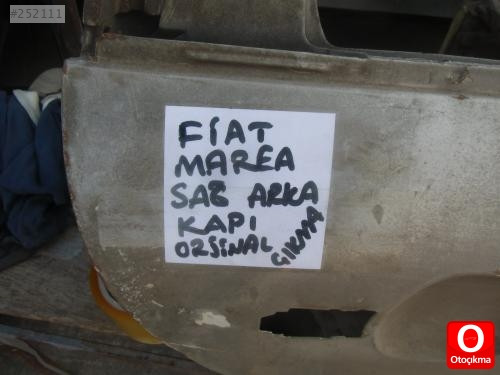 #252111
FİAT
MAREA
SAĞ ARKA
KAPI
ORJİNAL
ÇIKMA
O
Otoçıkma